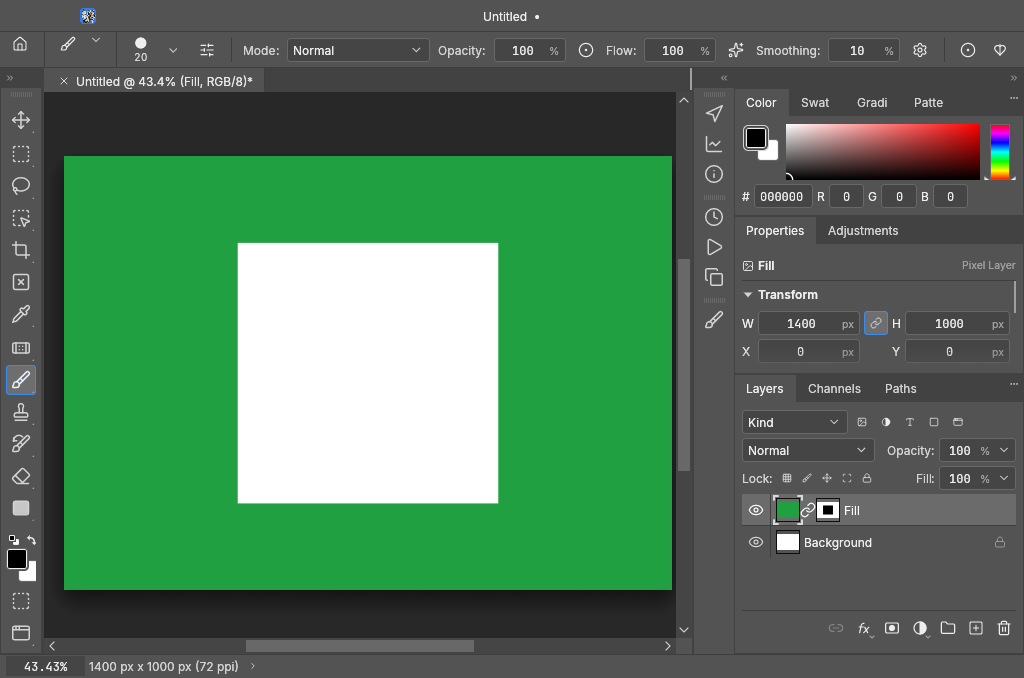 Untitled •
20
Mode: Normal Opacity: 100 % Flow: 100 % Smoothing: 10 %
Untitled @ 43.4% (Fill, RGB/8)*
Color Swat Gradi Patte
# 000000 R 0 G 0 B 0
Properties Adjustments
Fill Pixel Layer
Transform
W 1400 px H 1000 px
X 0 px Y 0 px
Layers Channels Paths
Kind
Normal Opacity: 100 %
Lock: Fill: 100 %
Fill
Background
fx
43.43% 1400 px x 1000 px (72 ppi)